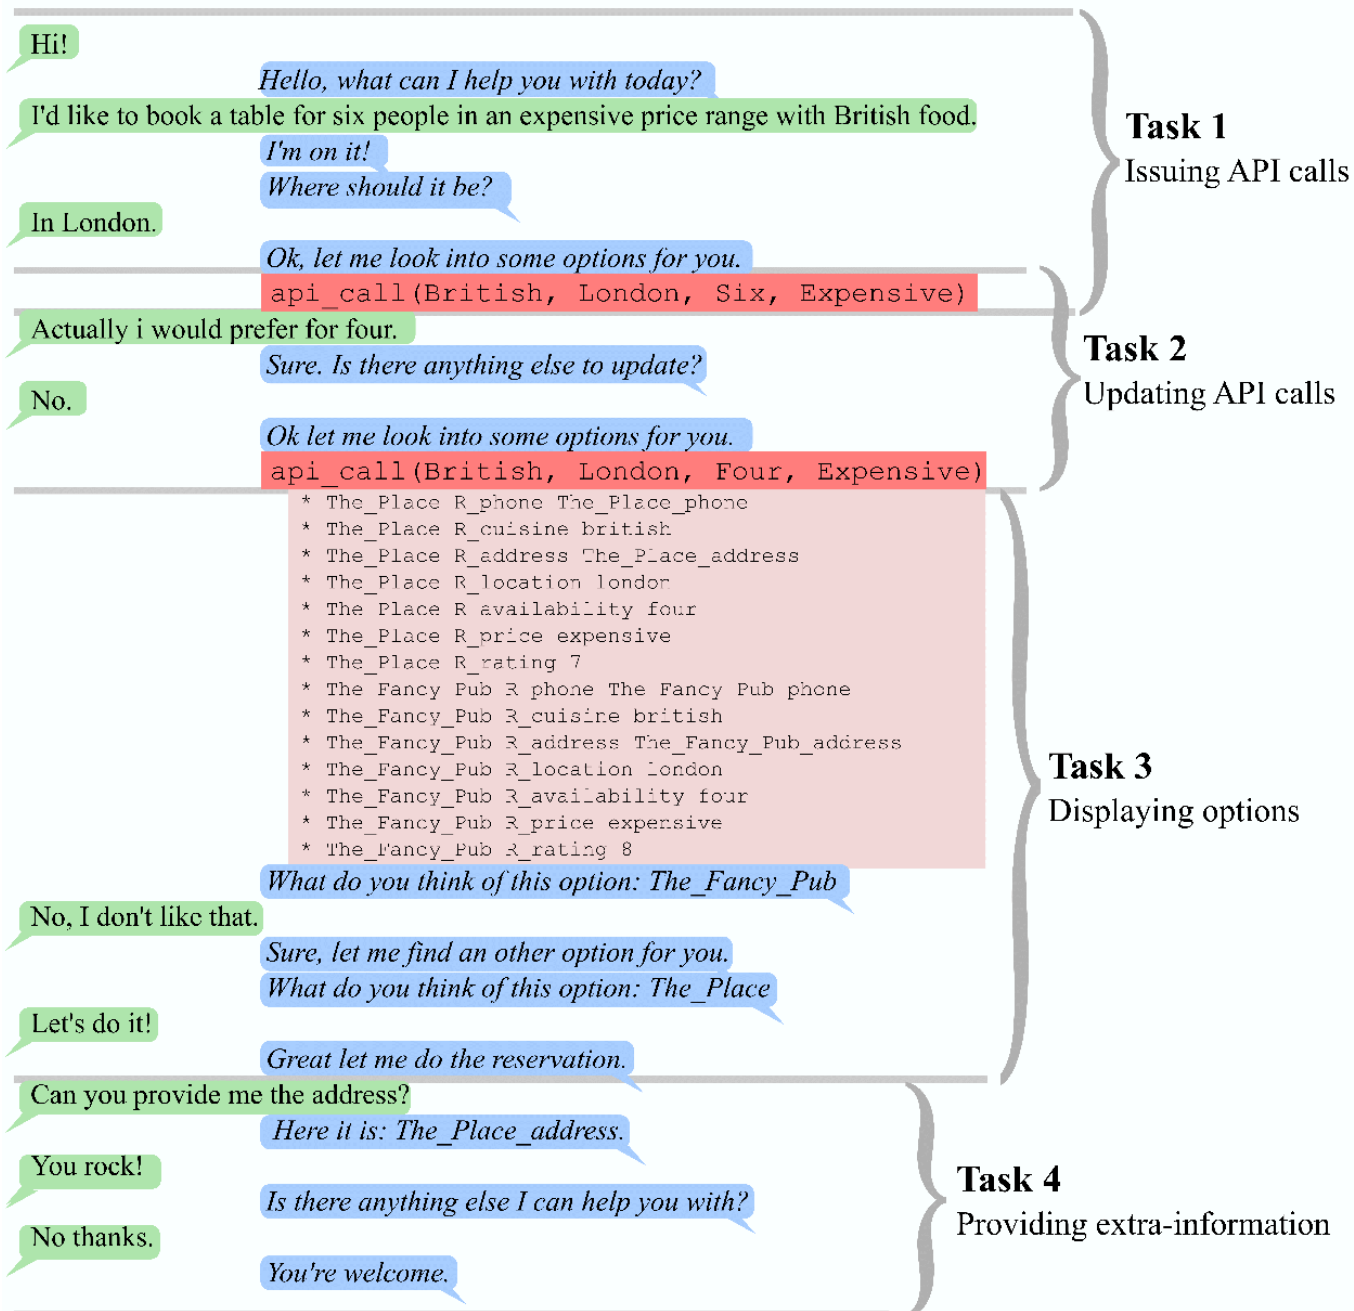 Hi!
Hello, what can I help you with today?
I'd like to book a table for six people in an expensive price range with British food.
I'm on it!
Where should it be?
In London.
Ok, let me look into some options for you.
api_call(British, London, Six, Expensive)
Task 1
Issuing API calls
Actually i would prefer for four.
Sure. Is there anything else to update?
No.
Ok let me look into some options for you.
api_call(British, London, Four, Expensive)
Task 2
Updating API calls
* The_Place R_phone The_Place_phone
* The_Place R_cuisine british
* The_Place R_address The_Place_address
* The_Place R_location london
* The_Place R_availability four
* The_Place R_price expensive
* The_Place R_rating 7
* The_Fancy_Pub R_phone The_Fancy_Pub_phone
* The_Fancy_Pub R_cuisine british
* The_Fancy_Pub R_address The_Fancy_Pub_address
* The_Fancy_Pub R_location london
* The_Fancy_Pub R_availability four
* The_Fancy_Pub R_price expensive
* The_Fancy_Pub R_rating 8
What do you think of this option: The_Fancy_Pub
No, I don't like that.
Sure, let me find an other option for you.
What do you think of this option: The_Place
Let's do it!
Great let me do the reservation.
Task 3
Displaying options
Can you provide me the address?
Here it is: The_Place_address.
You rock!
Is there anything else I can help you with?
No thanks.
You're welcome.
Task 4
Providing extra-information